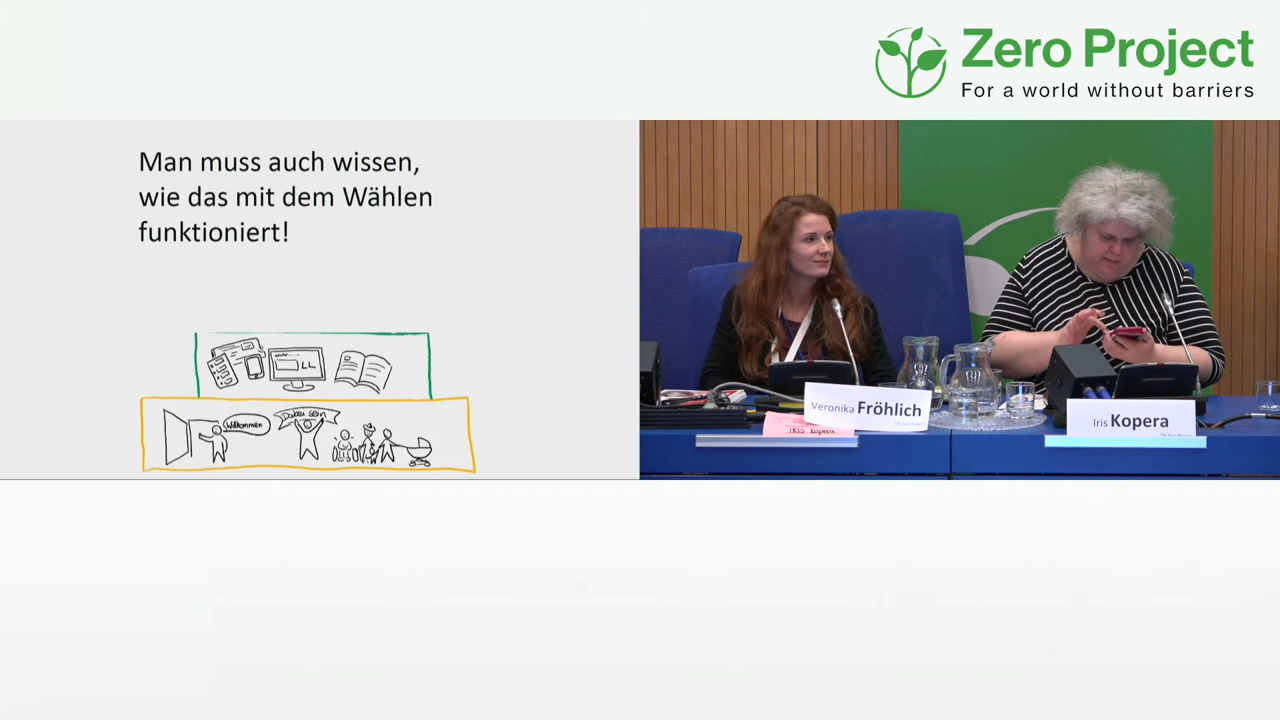 Zero Project
For a world without barriers
Man muss auch wissen,
wie das mit dem Wählen
funktioniert!
LL
Willkommen
Dabei sein
Veronika Fröhlich
IRIS Kopera
Iris Kopera